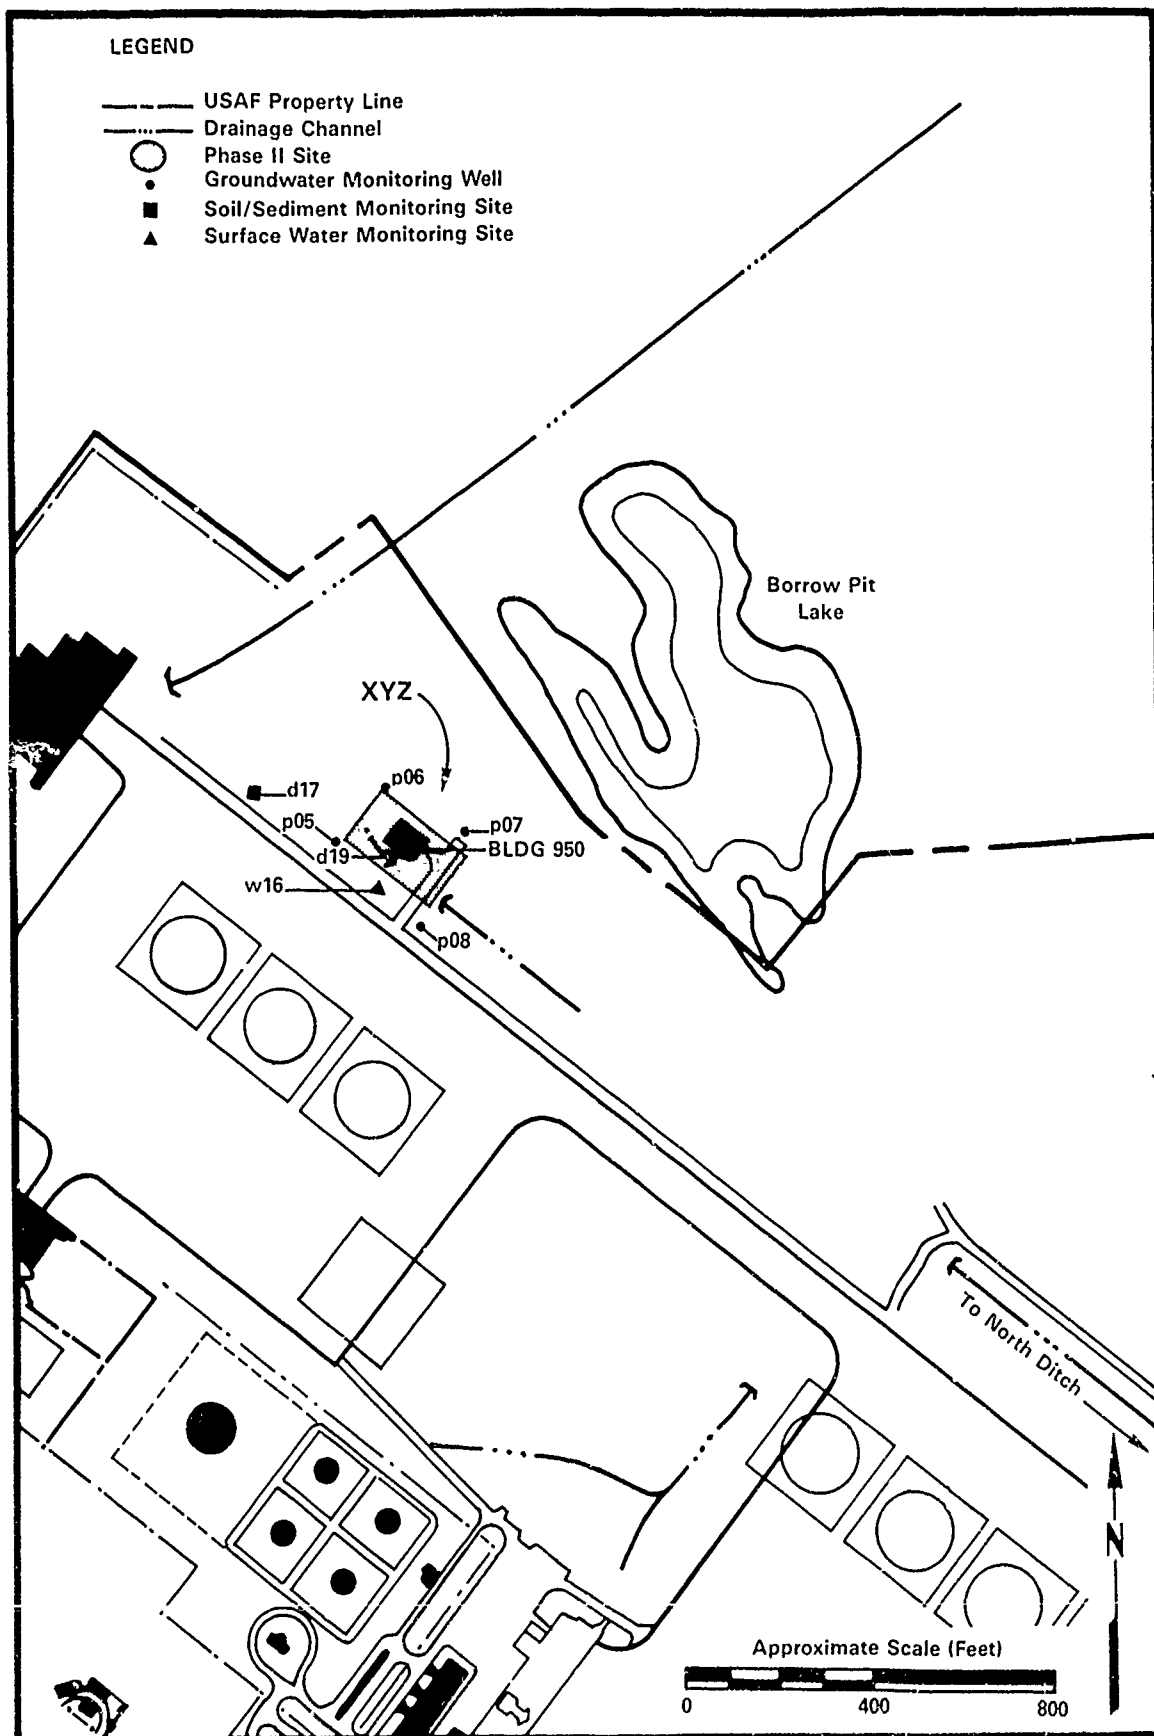 LEGEND
USAF Property Line
Drainage Channel
Phase II Site
Groundwater Monitoring Well
Soil/Sediment Monitoring Site
Surface Water Monitoring Site
Borrow Pit
Lake
XYZ
p06
d17
p05
p07
d19
BLDG 950
w16
p08
To North Ditch
N
Approximate Scale (Feet)
0 400 800